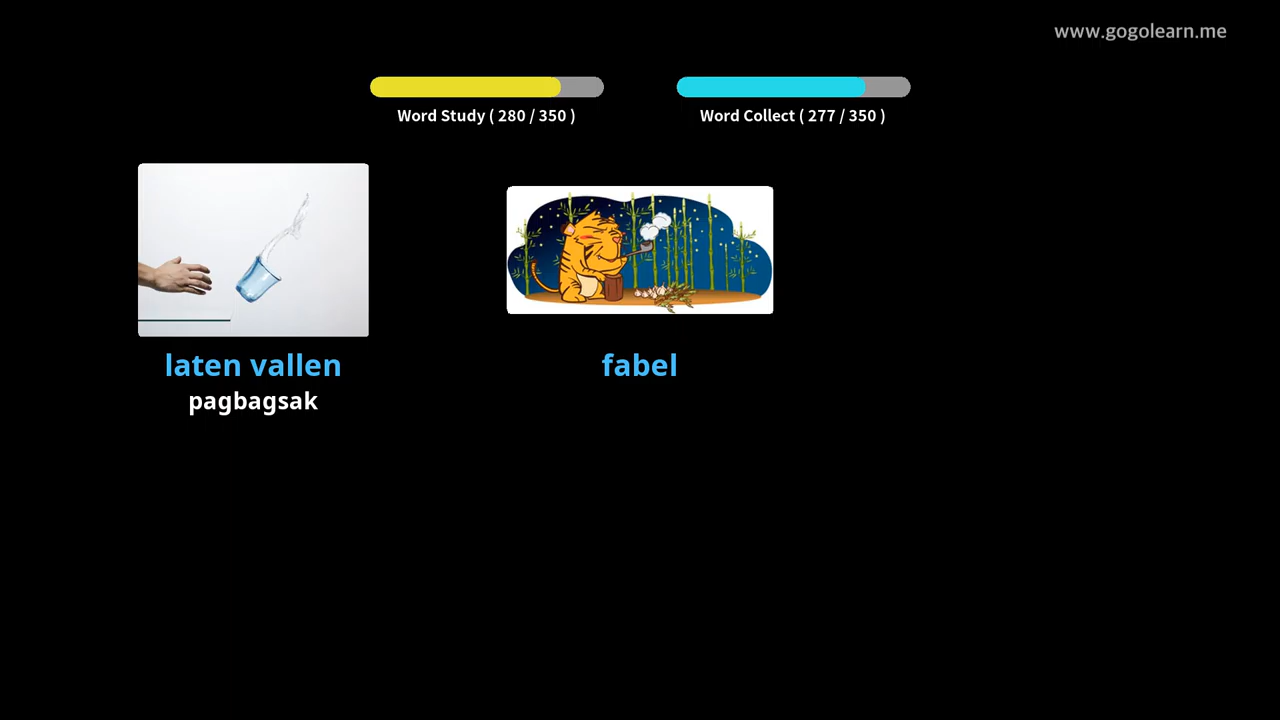 www.gogolearn.me
Word Study ( 280 / 350 )
Word Collect ( 277 / 350 )
laten vallen
pagbagsak
fabel